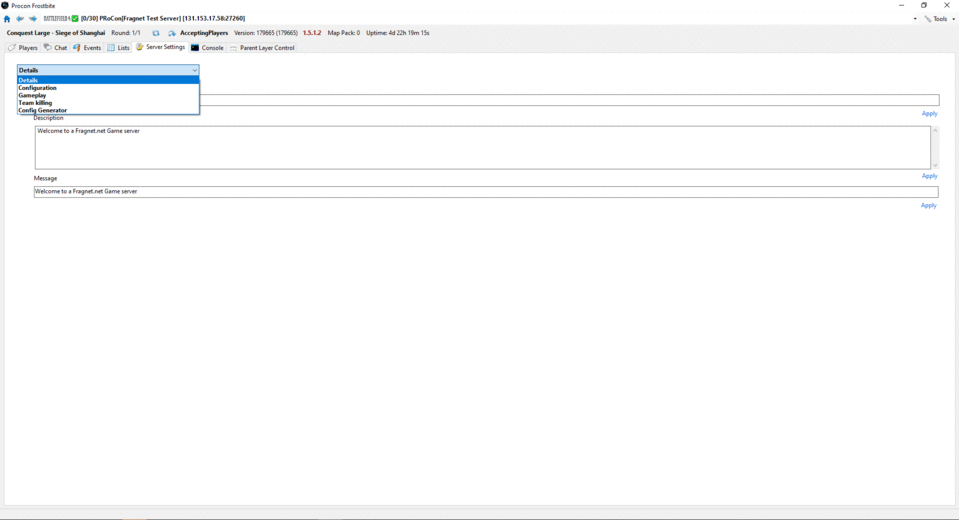 Procon Frostbite
BATTLEFIELD 4 [0/30] PRoCon[Fragnet Test Server] [131.153.17.58:27260] Tools
Conquest Large - Siege of Shanghai Round: 1/1 AcceptingPlayers Version: 179665 (179665) 1.5.1.2 Map Pack: 0 Uptime: 4d 22h 19m 15s
Players Chat Events Lists Server Settings Console Parent Layer Control
Details
Details
Configuration
Gameplay
Team killing
Config Generator
Apply
Description
Welcome to a Fragnet.net Game server
Apply
Message
Welcome to a Fragnet.net Game server
Apply